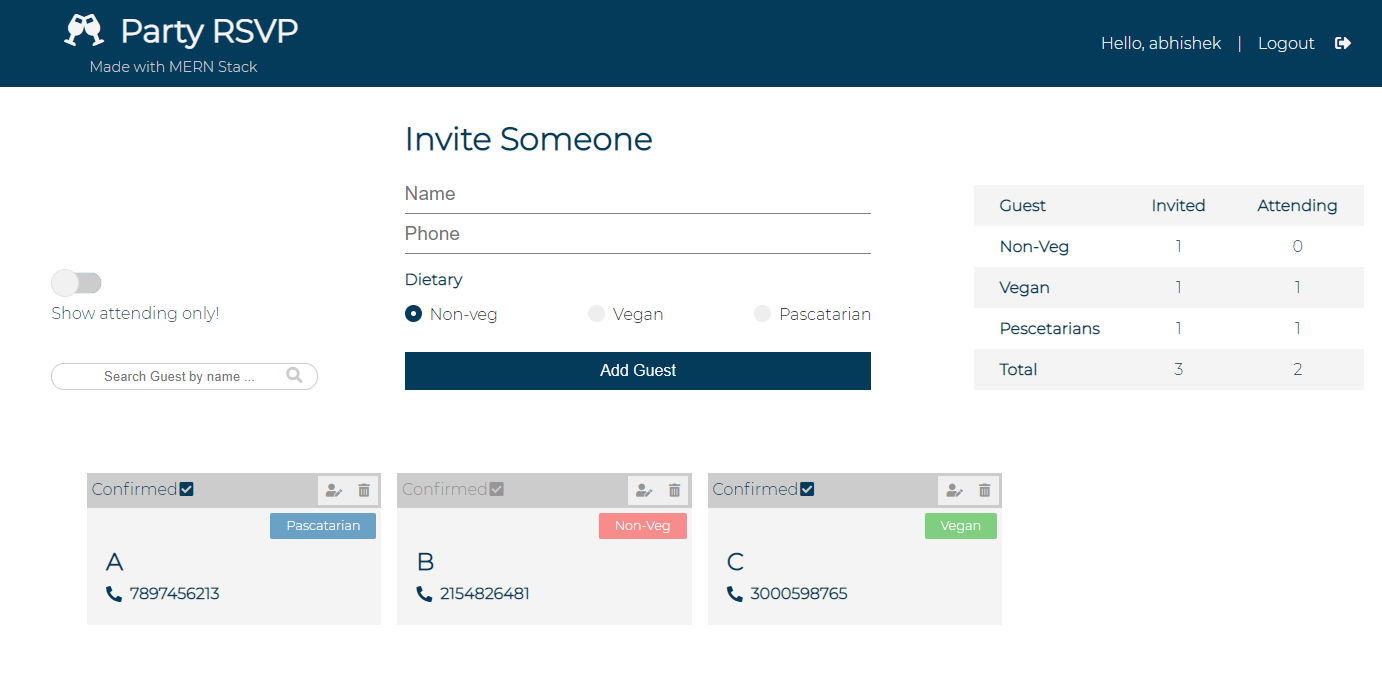 Party RSVP
Made with MERN Stack
Hello, abhishek | Logout
Invite Someone
Name
Phone
Dietary
Non-veg Vegan Pascatarian
Add Guest
Show attending only!
Search Guest by name ...
Guest Invited Attending
Non-Veg 1 0
Vegan 1 1
Pescetarians 1 1
Total 3 2
Confirmed
Pascatarian
A
7897456213
Confirmed
Non-Veg
B
2154826481
Confirmed
Vegan
C
3000598765